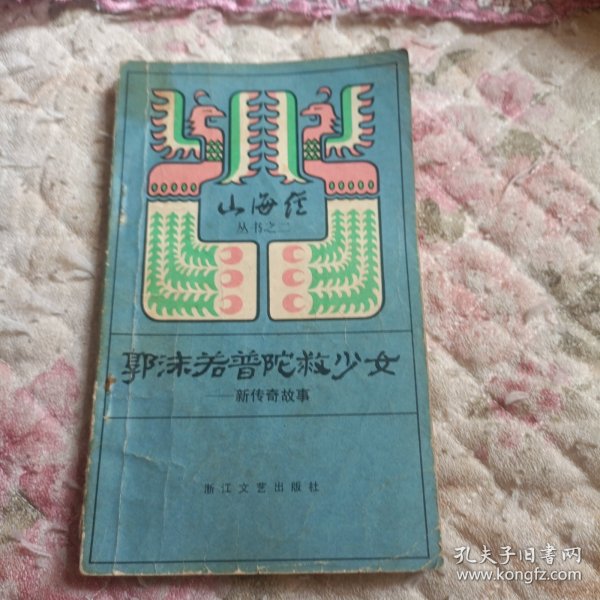 山海经
丛书之二
郭沫若普陀救少女
——新传奇故事
浙江文艺出版社
孔夫子旧书网
www.kongfz.com